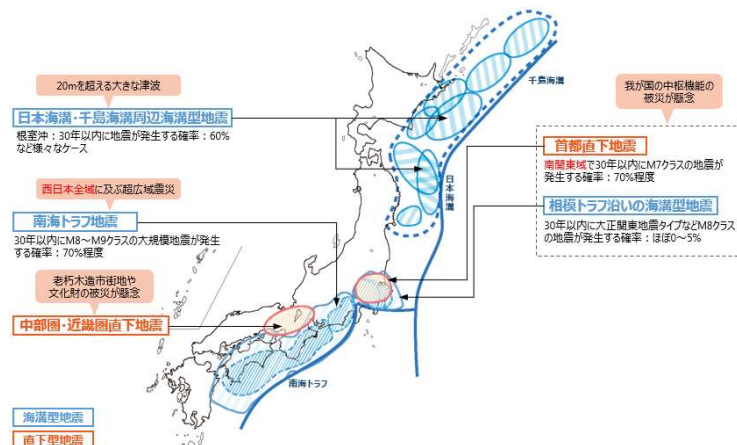 20mを超える大きな津波
日本海溝・千島海溝周辺海溝型地震
根室沖：30年以内に地震が発生する確率：60%
など様々なケース
西日本全域に及ぶ超広域震災
南海トラフ地震
30年以内にM8～M9クラスの大規模地震が発生
する確率：70%程度
老朽木造市街地や
文化財の被災が懸念
中部圏・近畿圏直下地震
海溝型地震
直下型地震
千島海溝
日本海溝
南海トラフ
我が国の中枢機能の
被災が懸念
首都直下地震
南関東域で30年以内にM7クラスの地震が
発生する確率：70%程度
相模トラフ沿いの海溝型地震
30年以内に大正関東地震タイプなどM8クラス
の地震が発生する確率：ほぼ0～5%